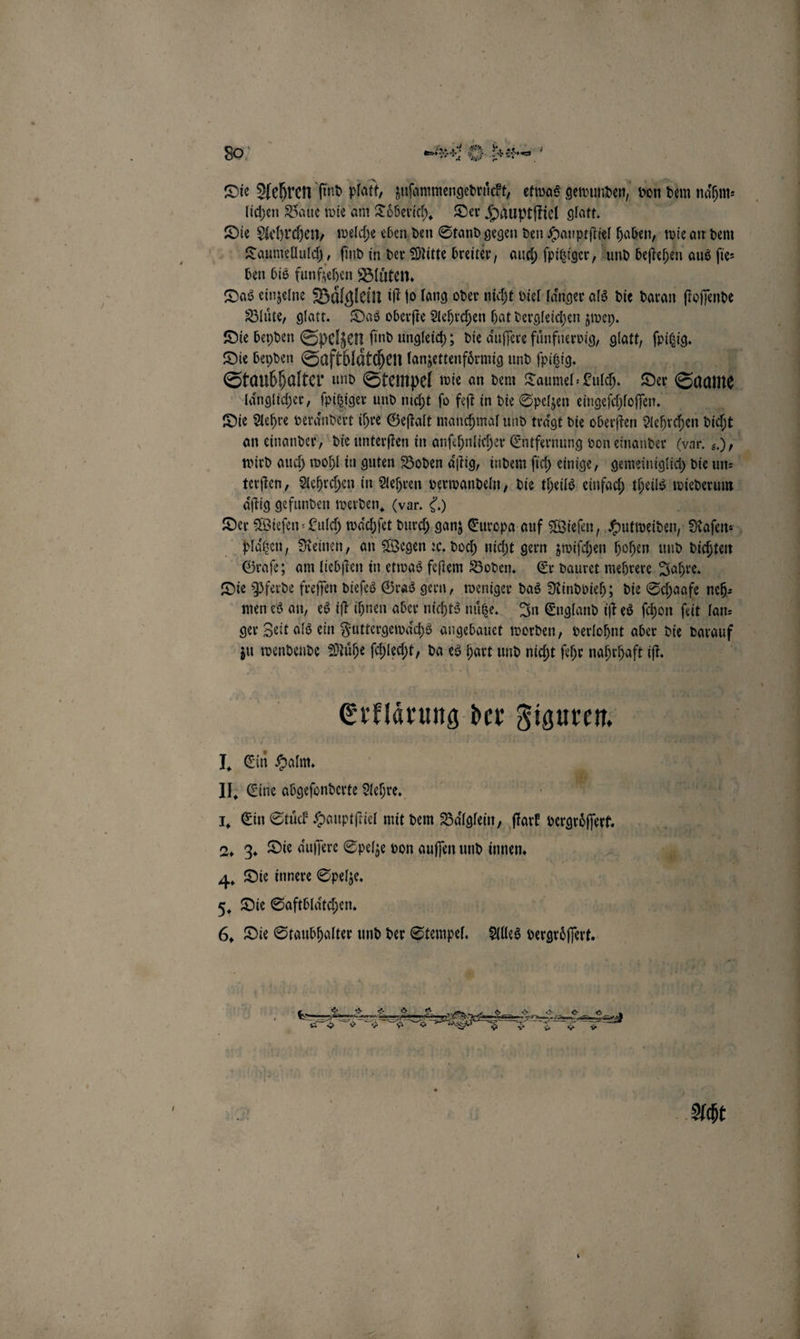 80
Die Aehren ſind platt, zuſammengedruckt, etwas gewunden, von dem nähm-
lichen Baue wie am Toberich. Der Hauptſtiel glatt.
Die Aehrchen, welche eben den Stand gegen den Hauptſtiel haben, wie an dem
Taumellulch, ſind in der Mitte breiter, auch ſpitziger, und beſtehen aus ſie-
ben bis funfzehen Blüten.
Das einzelne Bälglein iſt ſo lang oder nicht viel länger als die daran ſtoſſende
Blüte, glatt. Das oberſte Aehrchen hat dergleichen zwey.
Die beyden Spelzen ſind ungleich; die äuſſere fünfnervig, glatt, ſpitzig.
Die beyden Saftblätchen lanzettenförmig und ſpitzig.
Staubhalter und Stempel wie an dem Taumel-Lulch. Der Saame
länglicher, ſpitziger und nicht ſo feſt in die Spelzen eingeſchloſſen.
Die Aehre verändert ihre Geſtalt manchmal und trägt die oberſten Aehrchen dicht
an einander, die unterſten in anſehnlicher Entfernung von einander (var. ε.),
wird auch wohl in guten Boden äſtig, indem ſich einige, gemeiniglich die un-
terſten, Aehrchen in Aehren verwandeln, die theils einfach theils wiederum
äſtig gefunden werden. (var. ζ.)
Der Wieſen-Lulch wächſet durch ganz Europa auf Wieſen, Hutweiden, Raſen-
plätzen, Reinen, an Wegen ꝛc. doch nicht gern zwiſchen hohen und dichten
Graſe; am liebſten in etwas feſtem Boden. Er dauret mehrere Jahre.
Die Pferde freſſen dieſes Gras gern, weniger das Rindvieh; die Schaafe neh-
men es an, es iſt ihnen aber nichts nütze. In England iſt es ſchon ſeit lan-
ger Zeit als ein Futtergewächs angebauet worden, verlohnt aber die darauf
zu wendende Mühe ſchlecht, da es hart und nicht ſehr nahrhaft iſt.
Erklärung der Figuren.
I. Ein Halm.
II. Eine abgeſonderte Aehre.
1. Ein Stück Hauptſtiel mit dem Bälglein, ſtark vergröſſert.
2. 3. Die äuſſere Spelze von auſſen und innen.
4. Die innere Spelze.
5. Die Saftblätchen.
6. Die Staubhalter und der Stempel. Alles vergröſſert.
Acht